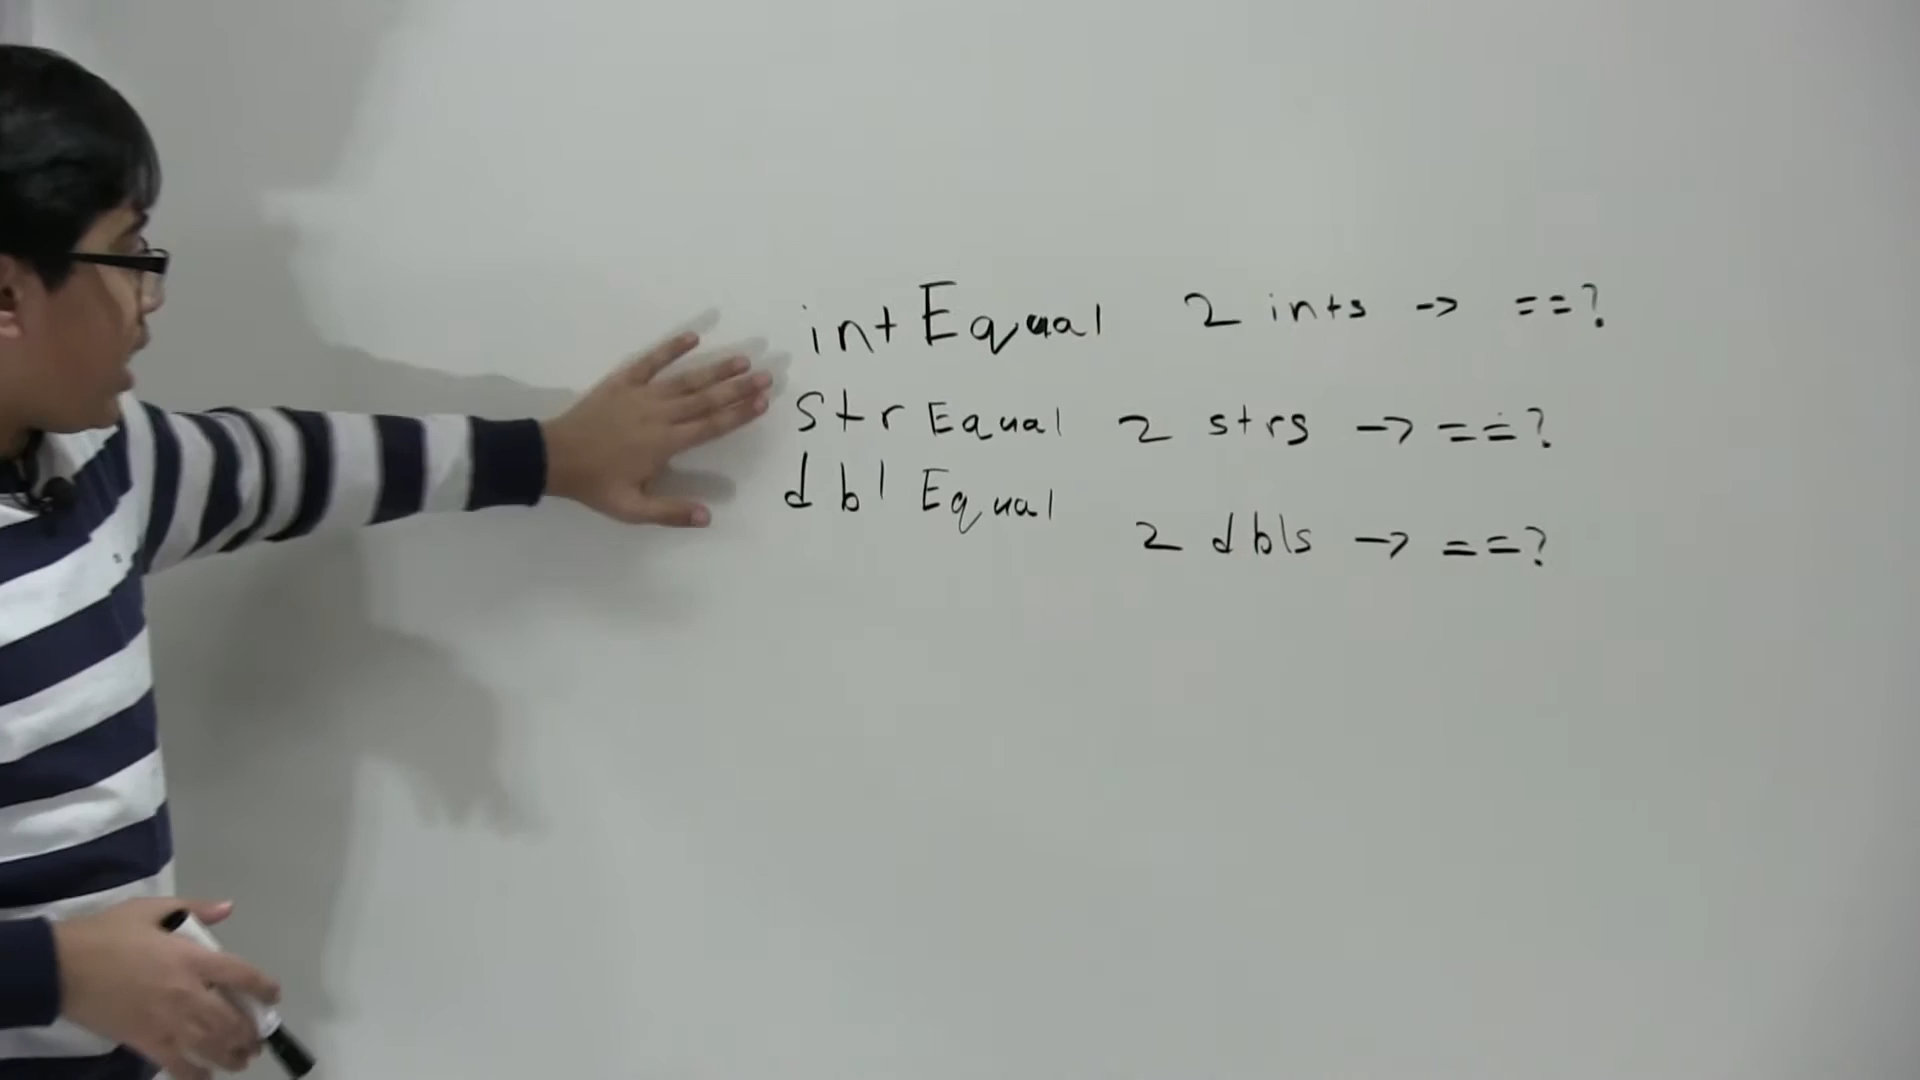 intEqual 2 ints -> ==?
strEqual 2 strs -> ==?
dblEqual 2 dbls -> ==?